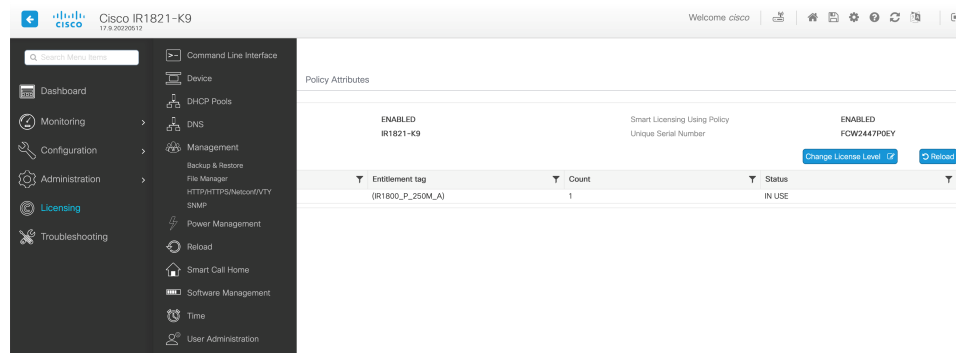 cisco
Cisco IR1821-K9
17.9.20220512
Welcome cisco
Search Menu Items
Dashboard
Monitoring
Configuration
Administration
Licensing
Troubleshooting
Command Line Interface
Device
DHCP Pools
DNS
Management
Backup & Restore
File Manager
HTTP/HTTPS/Netconf/VTY
SNMP
Power Management
Reload
Smart Call Home
Software Management
Time
User Administration
Policy Attributes
ENABLED Smart Licensing Using Policy ENABLED
IR1821-K9 Unique Serial Number FCW2447P0EY
Change License Level Reload
Entitlement tag Count Status
(IR1800_P_250M_A) 1 IN USE